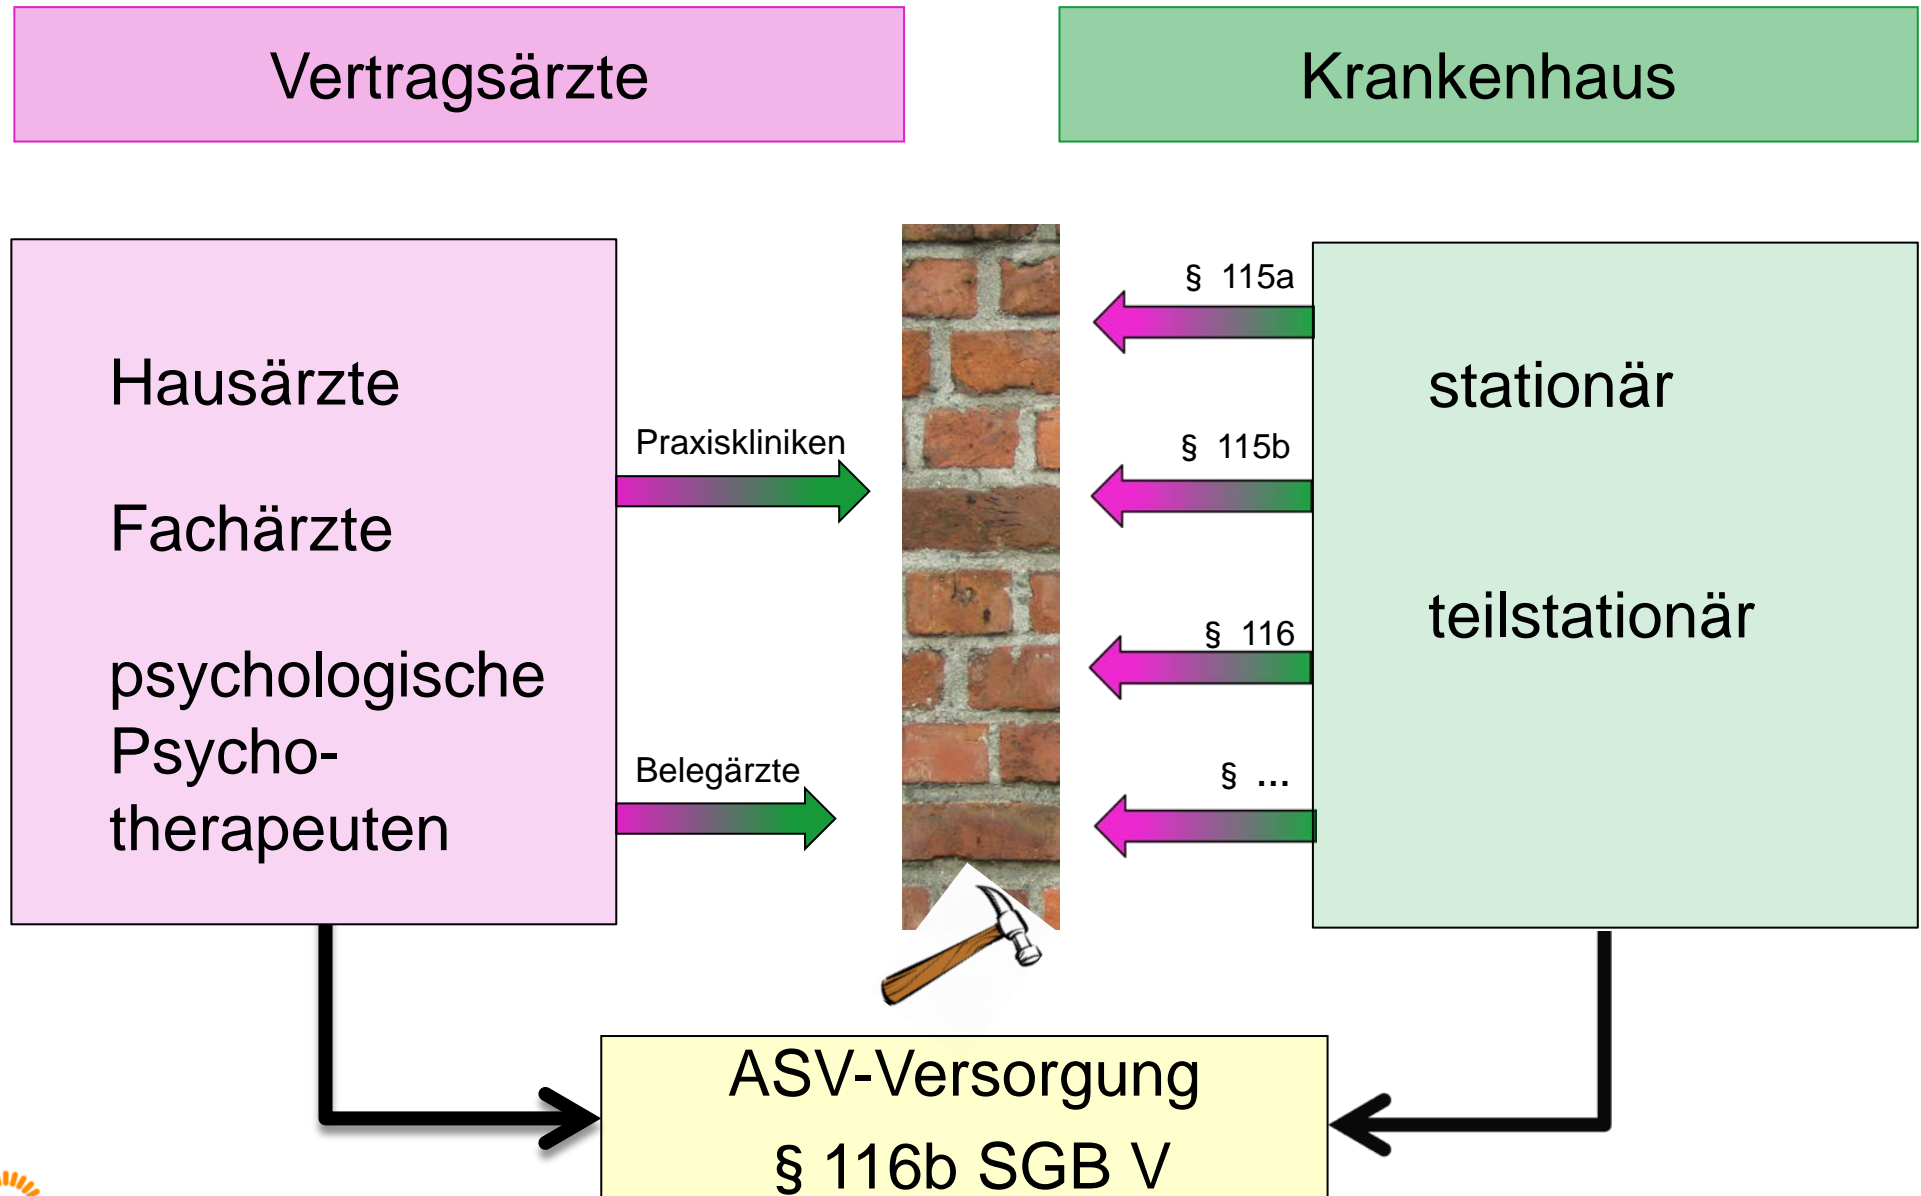 Vertragsärzte
Krankenhaus
Hausärzte
Fachärzte
psychologische
Psycho-
therapeuten
Praxiskliniken
Belegärzte
§ 115a
§ 115b
§ 116
§ ...
stationär
teilstationär
ASV-Versorgung
§ 116b SGB V